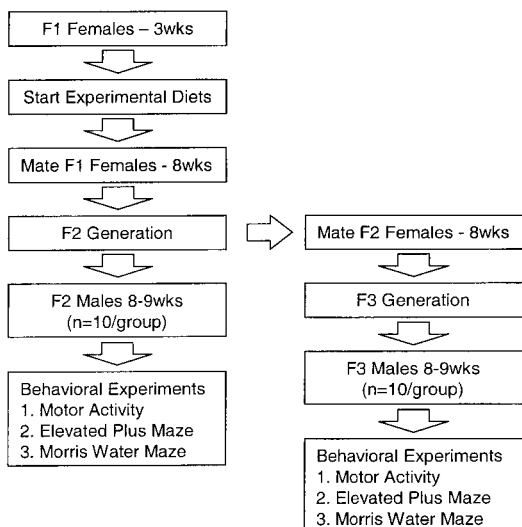 F1 Females – 3wks
Start Experimental Diets
Mate F1 Females - 8wks
F2 Generation
F2 Males 8-9wks
(n=10/group)
Behavioral Experiments
1. Motor Activity
2. Elevated Plus Maze
3. Morris Water Maze
Mate F2 Females - 8wks
F3 Generation
F3 Males 8-9wks
(n=10/group)
Behavioral Experiments
1. Motor Activity
2. Elevated Plus Maze
3. Morris Water Maze